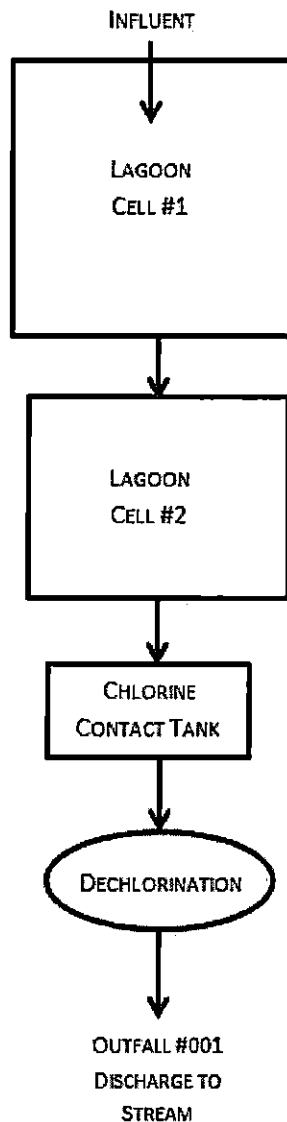 INFLUENT
LAGOON
CELL #1
LAGOON
CELL #2
CHLORINE
CONTACT TANK
DECHLORINATION
OUTFALL #001
DISCHARGE TO
STREAM